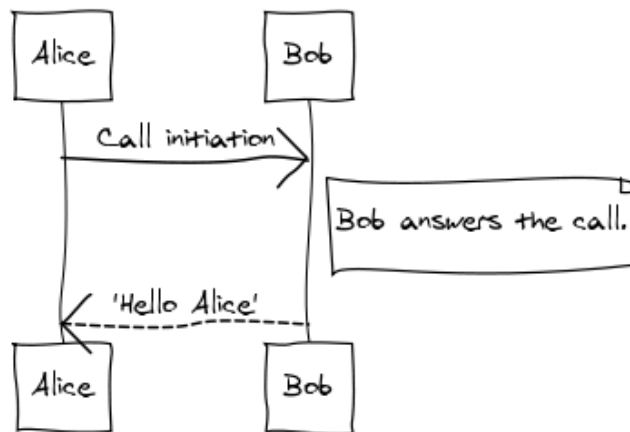 Alice
Bob
Call initiation
Bob answers the call.
'Hello Alice'
Alice
Bob